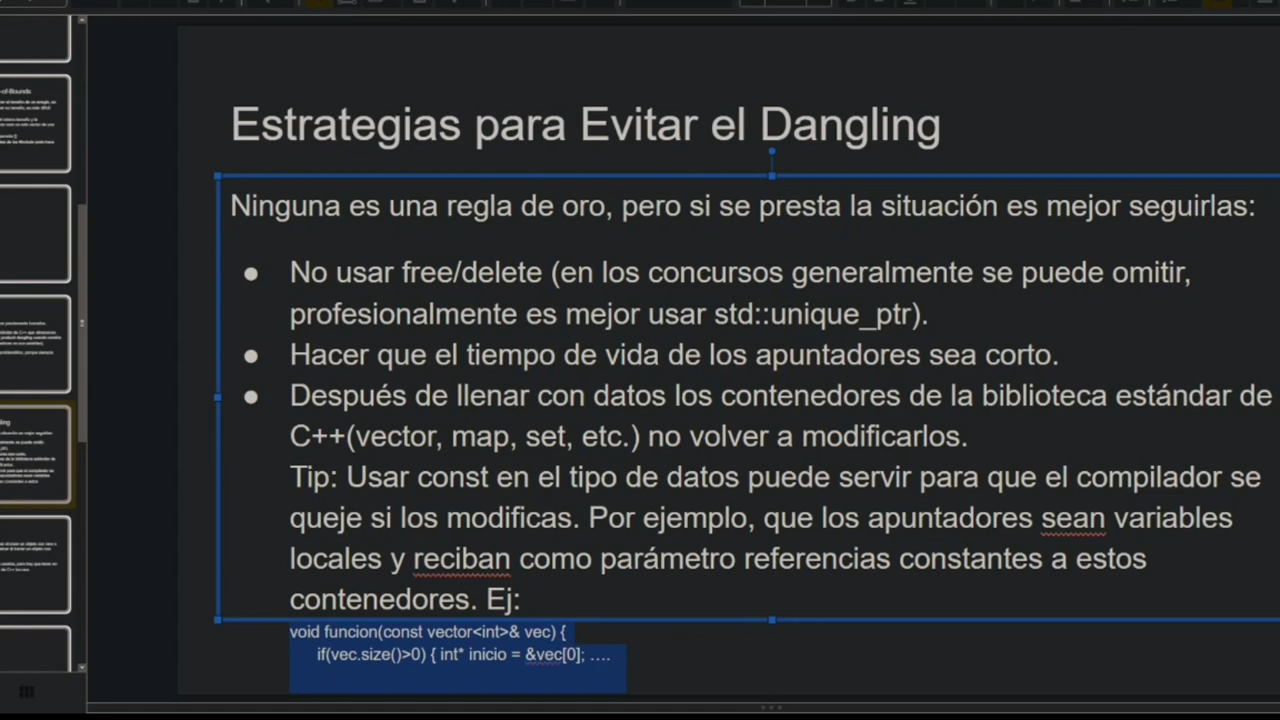 Estrategias para Evitar el Dangling
Ninguna es una regla de oro, pero si se presta la situación es mejor seguirlas:
● No usar free/delete (en los concursos generalmente se puede omitir,
profesionalmente es mejor usar std::unique_ptr).
● Hacer que el tiempo de vida de los apuntadores sea corto.
● Después de llenar con datos los contenedores de la biblioteca estándar de
C++(vector, map, set, etc.) no volver a modificarlos.
Tip: Usar const en el tipo de datos puede servir para que el compilador se
queje si los modificas. Por ejemplo, que los apuntadores sean variables
locales y reciban como parámetro referencias constantes a estos
contenedores. Ej:
void funcion(const vector<int>& vec) {
if(vec.size()>0) { int* inicio = &vec[0]; ….